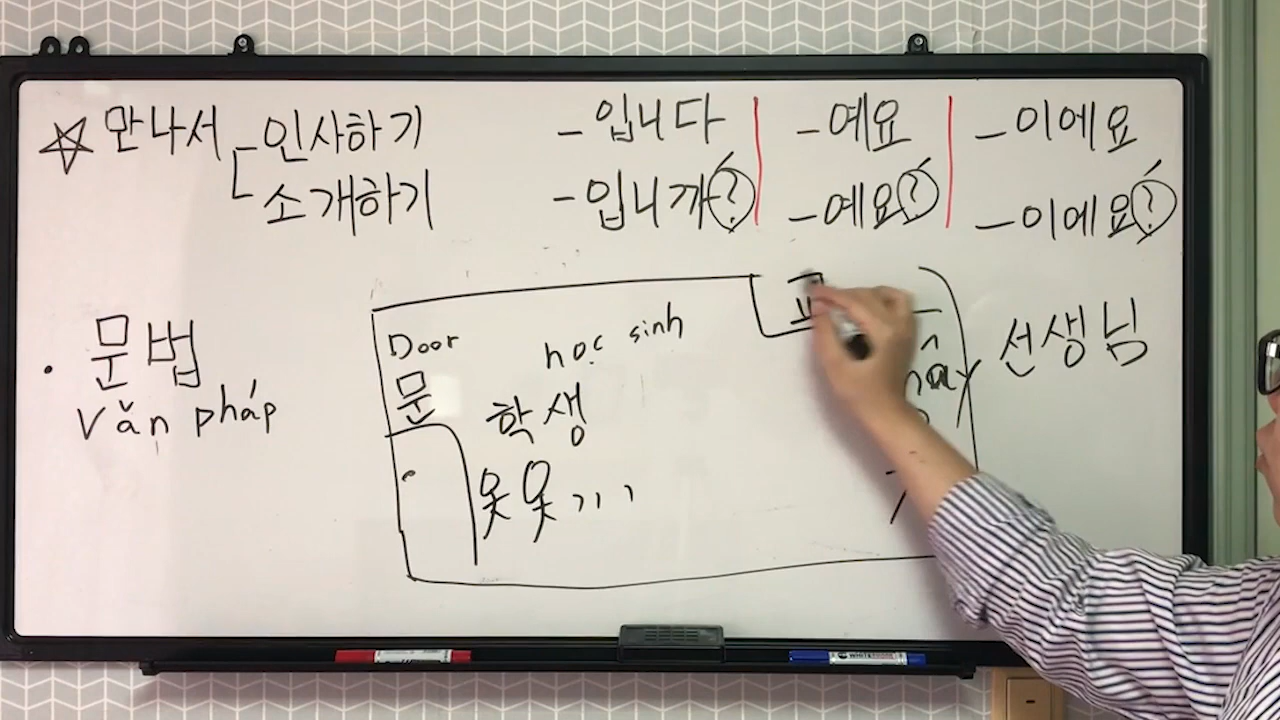 만나서 - 인사하기
소개하기
- 입니다 - 예요 - 이에요
- 입니까? - 예요? - 이에요?
· 문법
Văn pháp
Door
문
học sinh
학생
교
선생님
WHITEBOARD